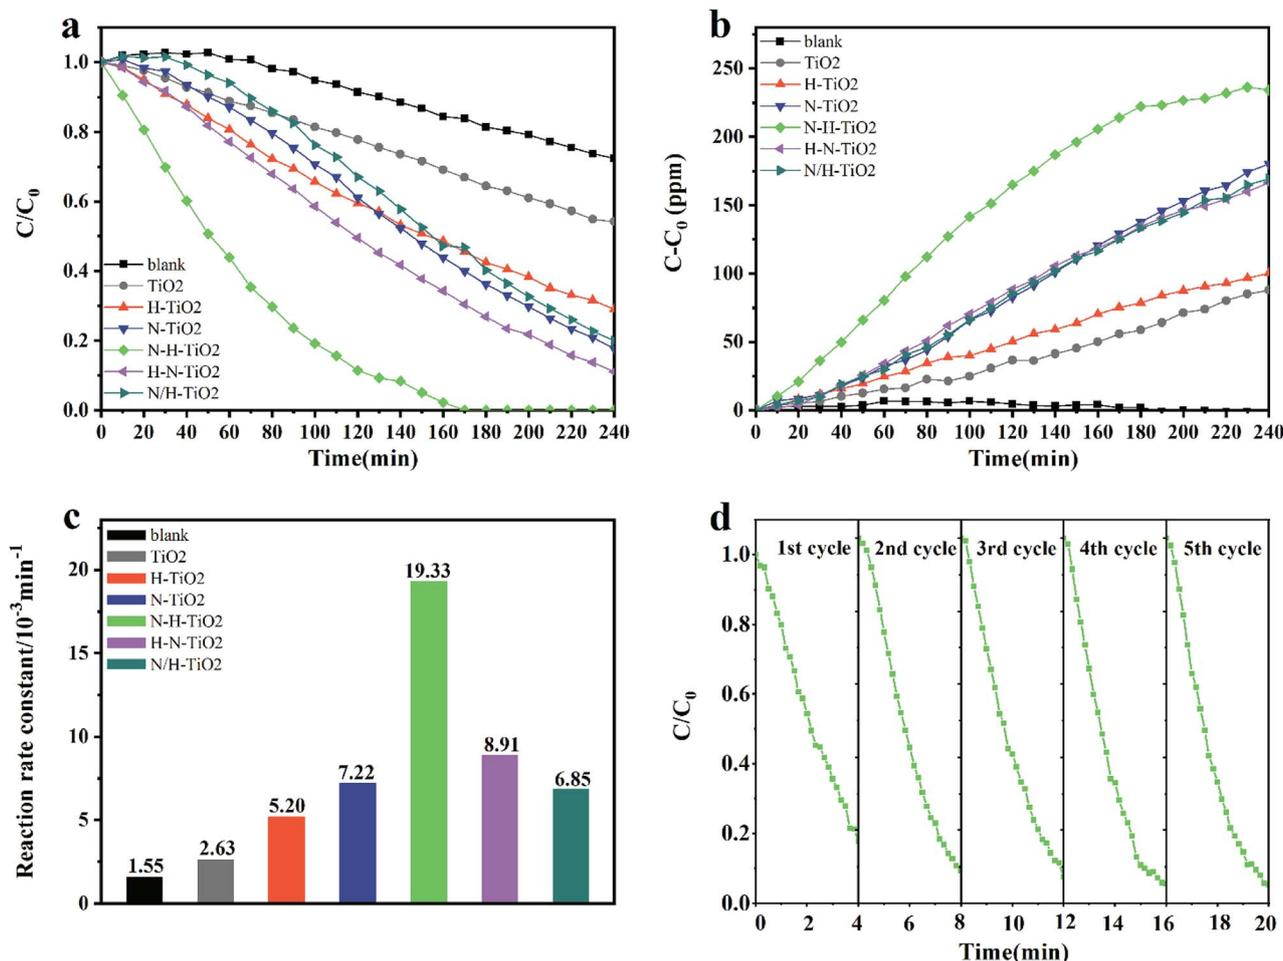 a
C/C0
1.0
0.8
0.6
0.4
0.2
0.0
blank
TiO2
H-TiO2
N-TiO2
N-H-TiO2
H-N-TiO2
N/H-TiO2
0 20 40 60 80 100 120 140 160 180 200 220 240
Time(min)
b
C-C0 (ppm)
250
200
150
100
50
0
blank
TiO2
H-TiO2
N-TiO2
N-H-TiO2
H-N-TiO2
N/H-TiO2
0 20 40 60 80 100 120 140 160 180 200 220 240
Time(min)
c
Reaction rate constant/10-3min-1
20
15
10
5
0
blank
TiO2
H-TiO2
N-TiO2
N-H-TiO2
H-N-TiO2
N/H-TiO2
1.55
2.63
5.20
7.22
19.33
8.91
6.85
d
C/C0
1.0
0.8
0.6
0.4
0.2
0.0
1st cycle 2nd cycle 3rd cycle 4th cycle 5th cycle
0 2 4 6 8 10 12 14 16 18 20
Time(min)